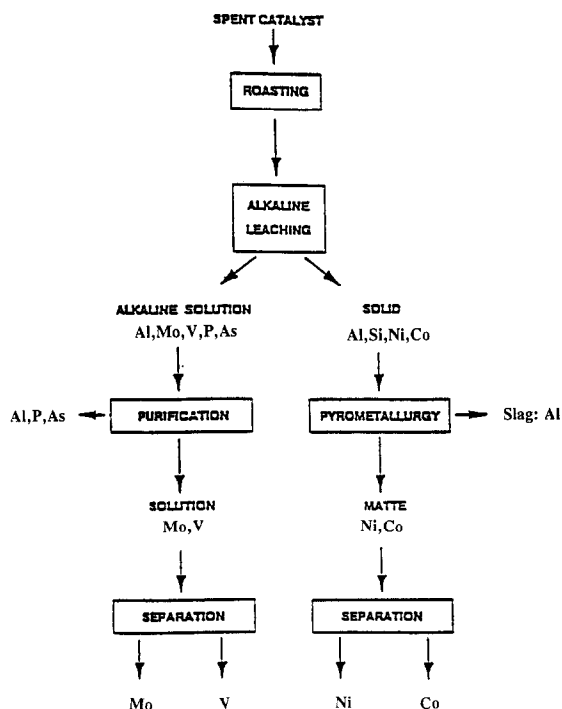 SPENT CATALYST
ROASTING
ALKALINE
LEACHING
ALKALINE SOLUTION
Al,Mo,V,P,As
SOLID
Al,Si,Ni,Co
Al,P,As
PURIFICATION
PYROMETALLURGY
Slag: Al
SOLUTION
Mo,V
MATTE
Ni,Co
SEPARATION
SEPARATION
Mo
V
Ni
Co